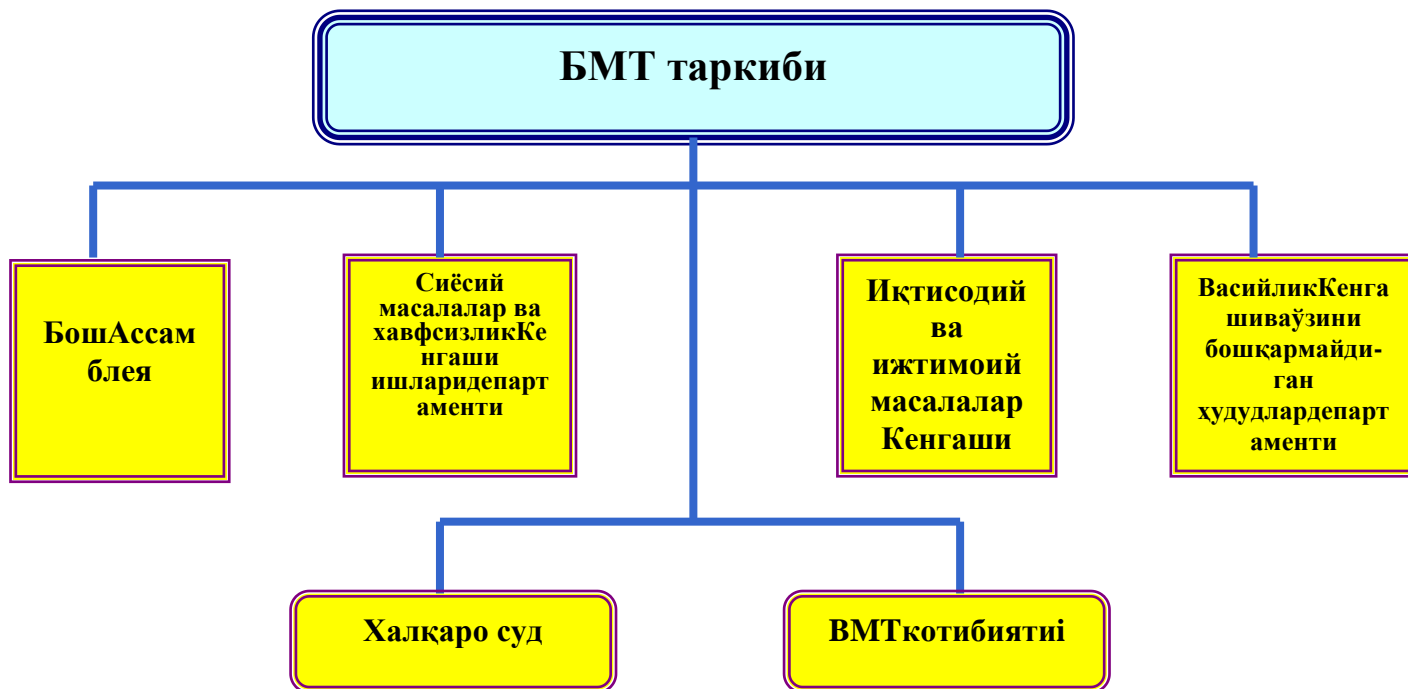 БМТ таркиби
БошАссам
блея
Сиёсий
масалалар ва
хавфсизликКе
нгаши
ишларидепарт
аменти
Иқтисодий
ва
ижтимоий
масалалар
Кенгаши
ВасийликКенга
шиваўзини
бошқармайди-
ган
ҳудудлардепарт
аменти
Халқаро суд
ВМТкотибиятиі